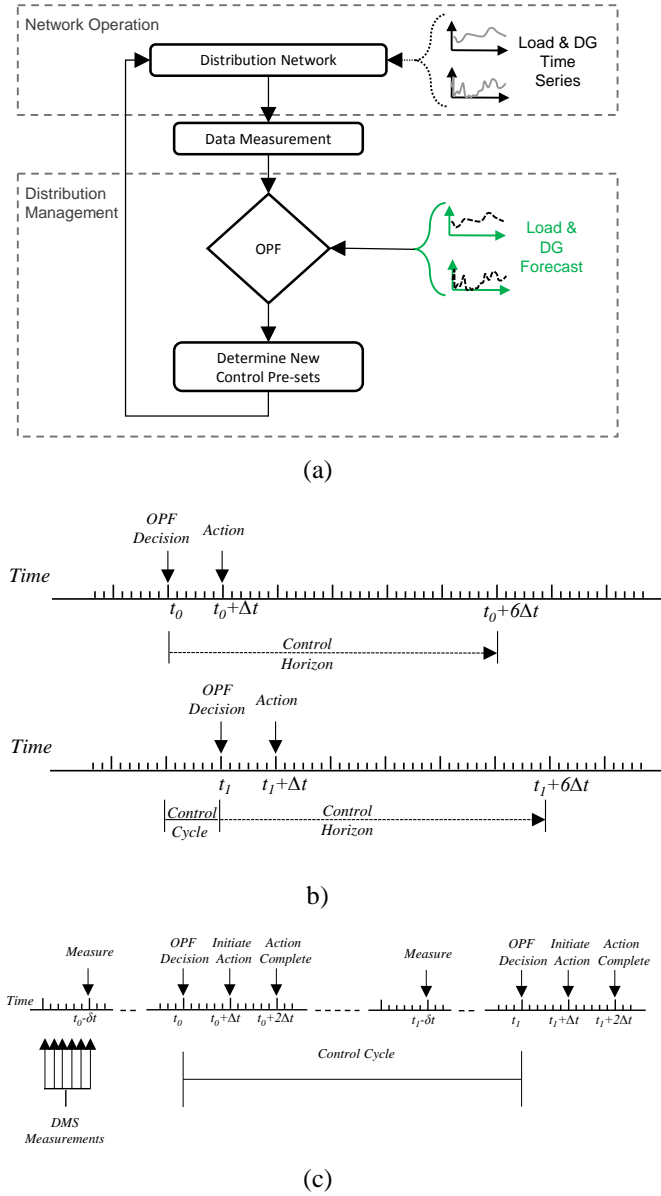 Network Operation
Distribution Network
Load & DG
Time
Series
Data Measurement
Distribution
Management
OPF
Load &
DG
Forecast
Determine New
Control Pre-sets
(a)
OPF
Decision
Action
Time
t0
t0+Δt
t0+6Δt
Control
Horizon
OPF
Decision
Action
Time
t1
t1+Δt
t1+6Δt
Control
Cycle
Control
Horizon
b)
Measure
OPF
Decision
Initiate
Action
Action
Complete
Measure
OPF
Decision
Initiate
Action
Action
Complete
Time
t0-δt
t0
t0+Δt
t0+2Δt
t1-δt
t1
t1+Δt
t1+2Δt
Control Cycle
DMS
Measurements
(c)